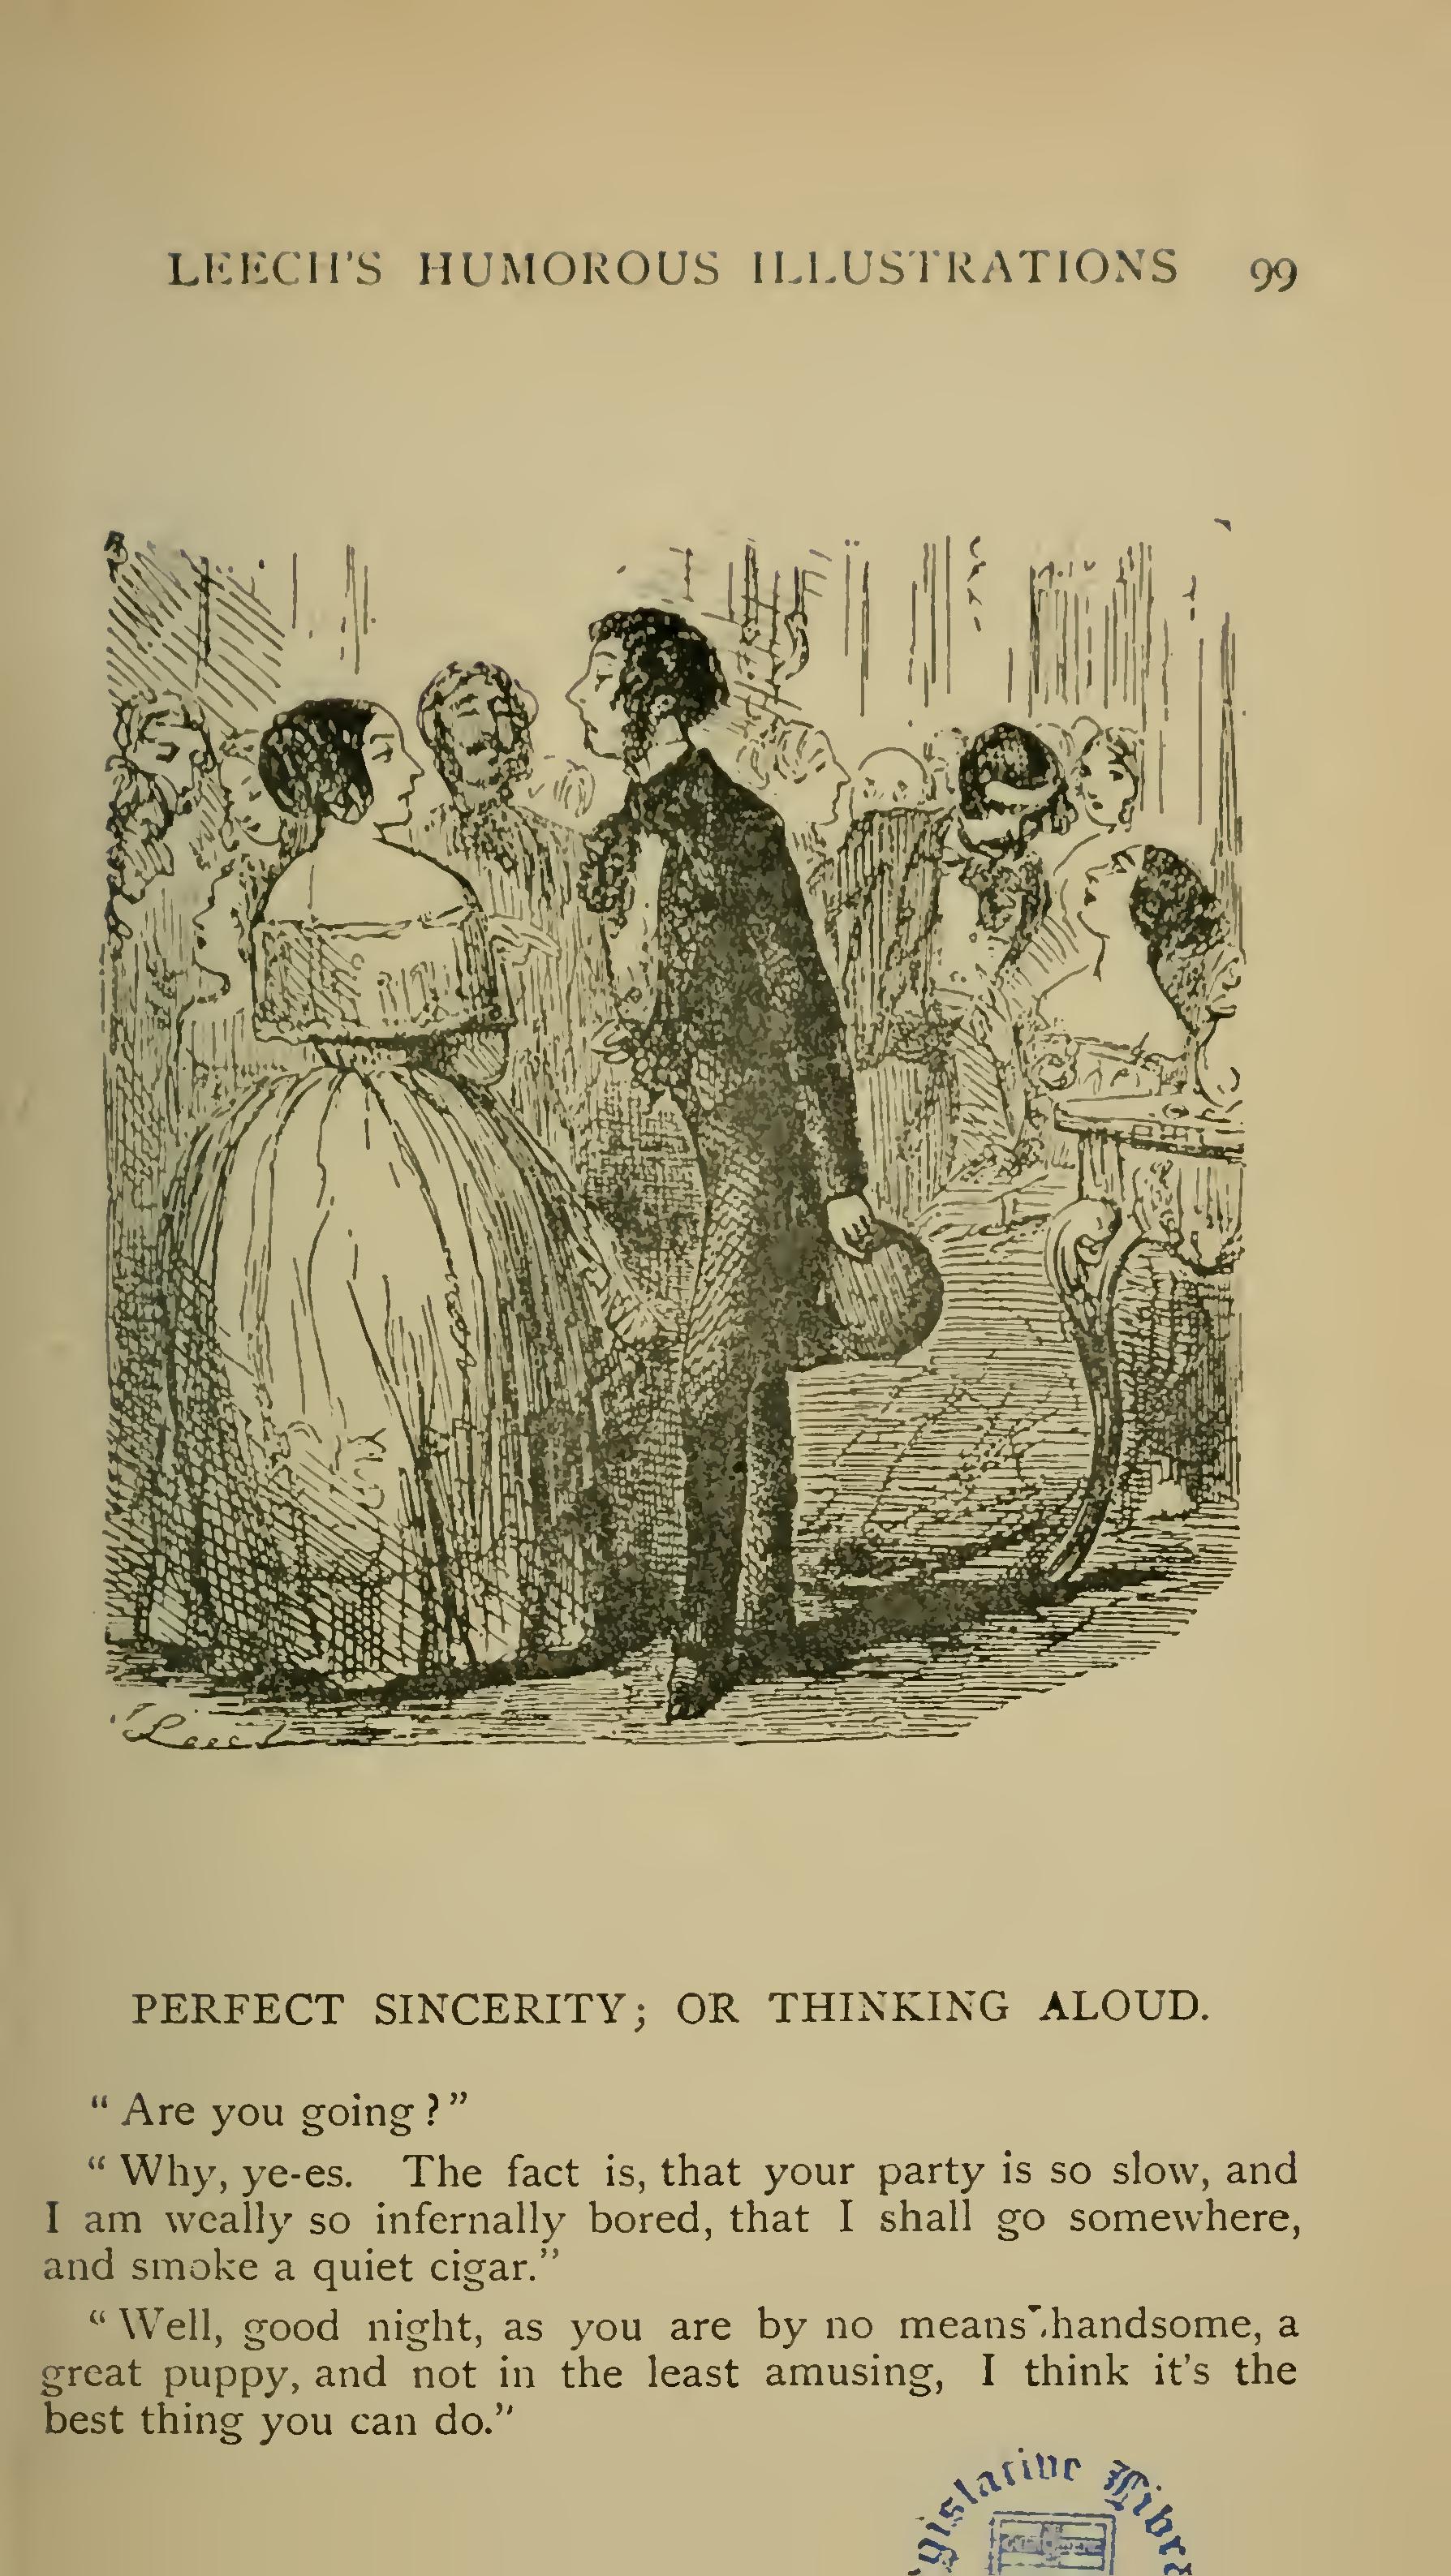 LEECH'S HUMOROUS ILLUSTRATIONS 99
Leech
PERFECT SINCERITY; OR THINKING ALOUD.
“ Are you going ? ”
“ Why, ye-es. The fact is, that your party is so slow, and
I am weally so infernally bored, that I shall go somewhere,
and smoke a quiet cigar.”
“ Well, good night, as you are by no means handsome, a
great puppy, and not in the least amusing, I think it's the
best thing you can do.”